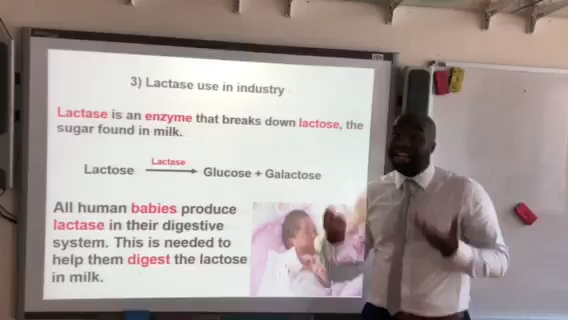 3) Lactase use in industry
Lactase is an enzyme that breaks down lactose, the
sugar found in milk.
Lactase
Lactose Glucose + Galactose
All human babies produce
lactase in their digestive
system. This is needed to
help them digest the lactose
in milk.